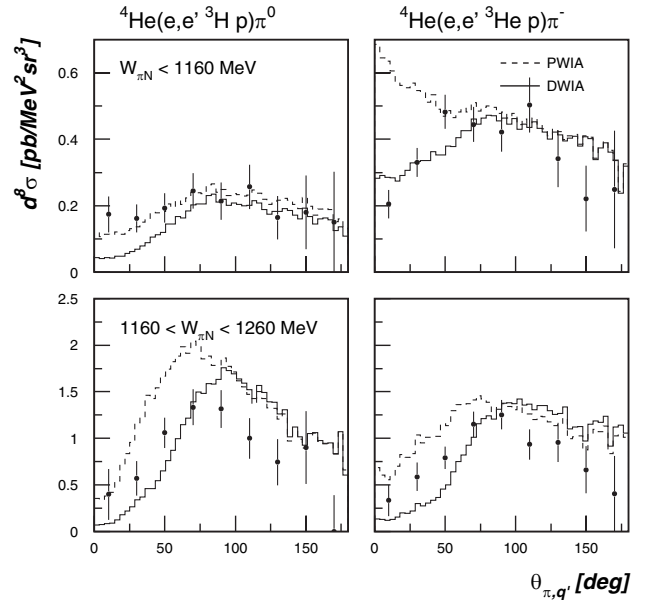 ⁴He(e,e' ³H p)π⁰
⁴He(e,e' ³He p)π⁻
d⁸σ [pb/MeV² sr³]
0.6
0.4
0.2
0
W_πN < 1160 MeV
PWIA
DWIA
2.5
2
1.5
1
0.5
0
1160 < W_πN < 1260 MeV
0 50 100 150
0 50 100 150
θ_π,q' [deg]